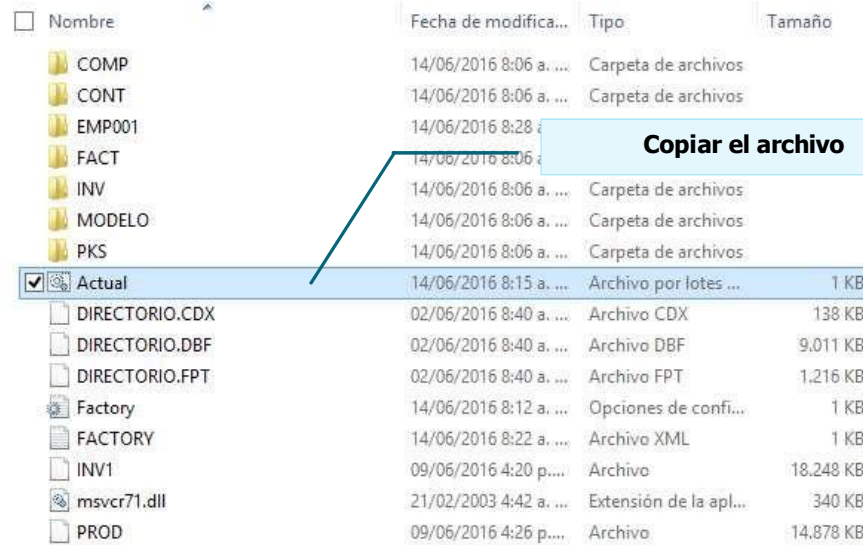 Nombre Fecha de modifica... Tipo Tamaño
COMP 14/06/2016 8:06 a. ... Carpeta de archivos
CONT 14/06/2016 8:06 a. ... Carpeta de archivos
EMP001 14/06/2016 8:28 a
Copiar el archivo
FACT 14/06/2016 8:06 a
INV 14/06/2016 8:06 a. ... Carpeta de archivos
MODELO 14/06/2016 8:06 a. ... Carpeta de archivos
PKS 14/06/2016 8:06 a. ... Carpeta de archivos
Actual 14/06/2016 8:15 a. ... Archivo por lotes ... 1 KB
DIRECTORIO.CDX 02/06/2016 8:40 a. ... Archivo CDX 138 KB
DIRECTORIO.DBF 02/06/2016 8:40 a. ... Archivo DBF 9.011 KB
DIRECTORIO.FPT 02/06/2016 8:40 a. ... Archivo FPT 1.216 KB
Factory 14/06/2016 8:12 a. ... Opciones de confi... 1 KB
FACTORY 14/06/2016 8:22 a. ... Archivo XML 1 KB
INV1 09/06/2016 4:20 p.... Archivo 18.248 KB
msvcr71.dll 21/02/2003 4:42 a. ... Extensión de la apl... 340 KB
PROD 09/06/2016 4:26 p.... Archivo 14.878 KB